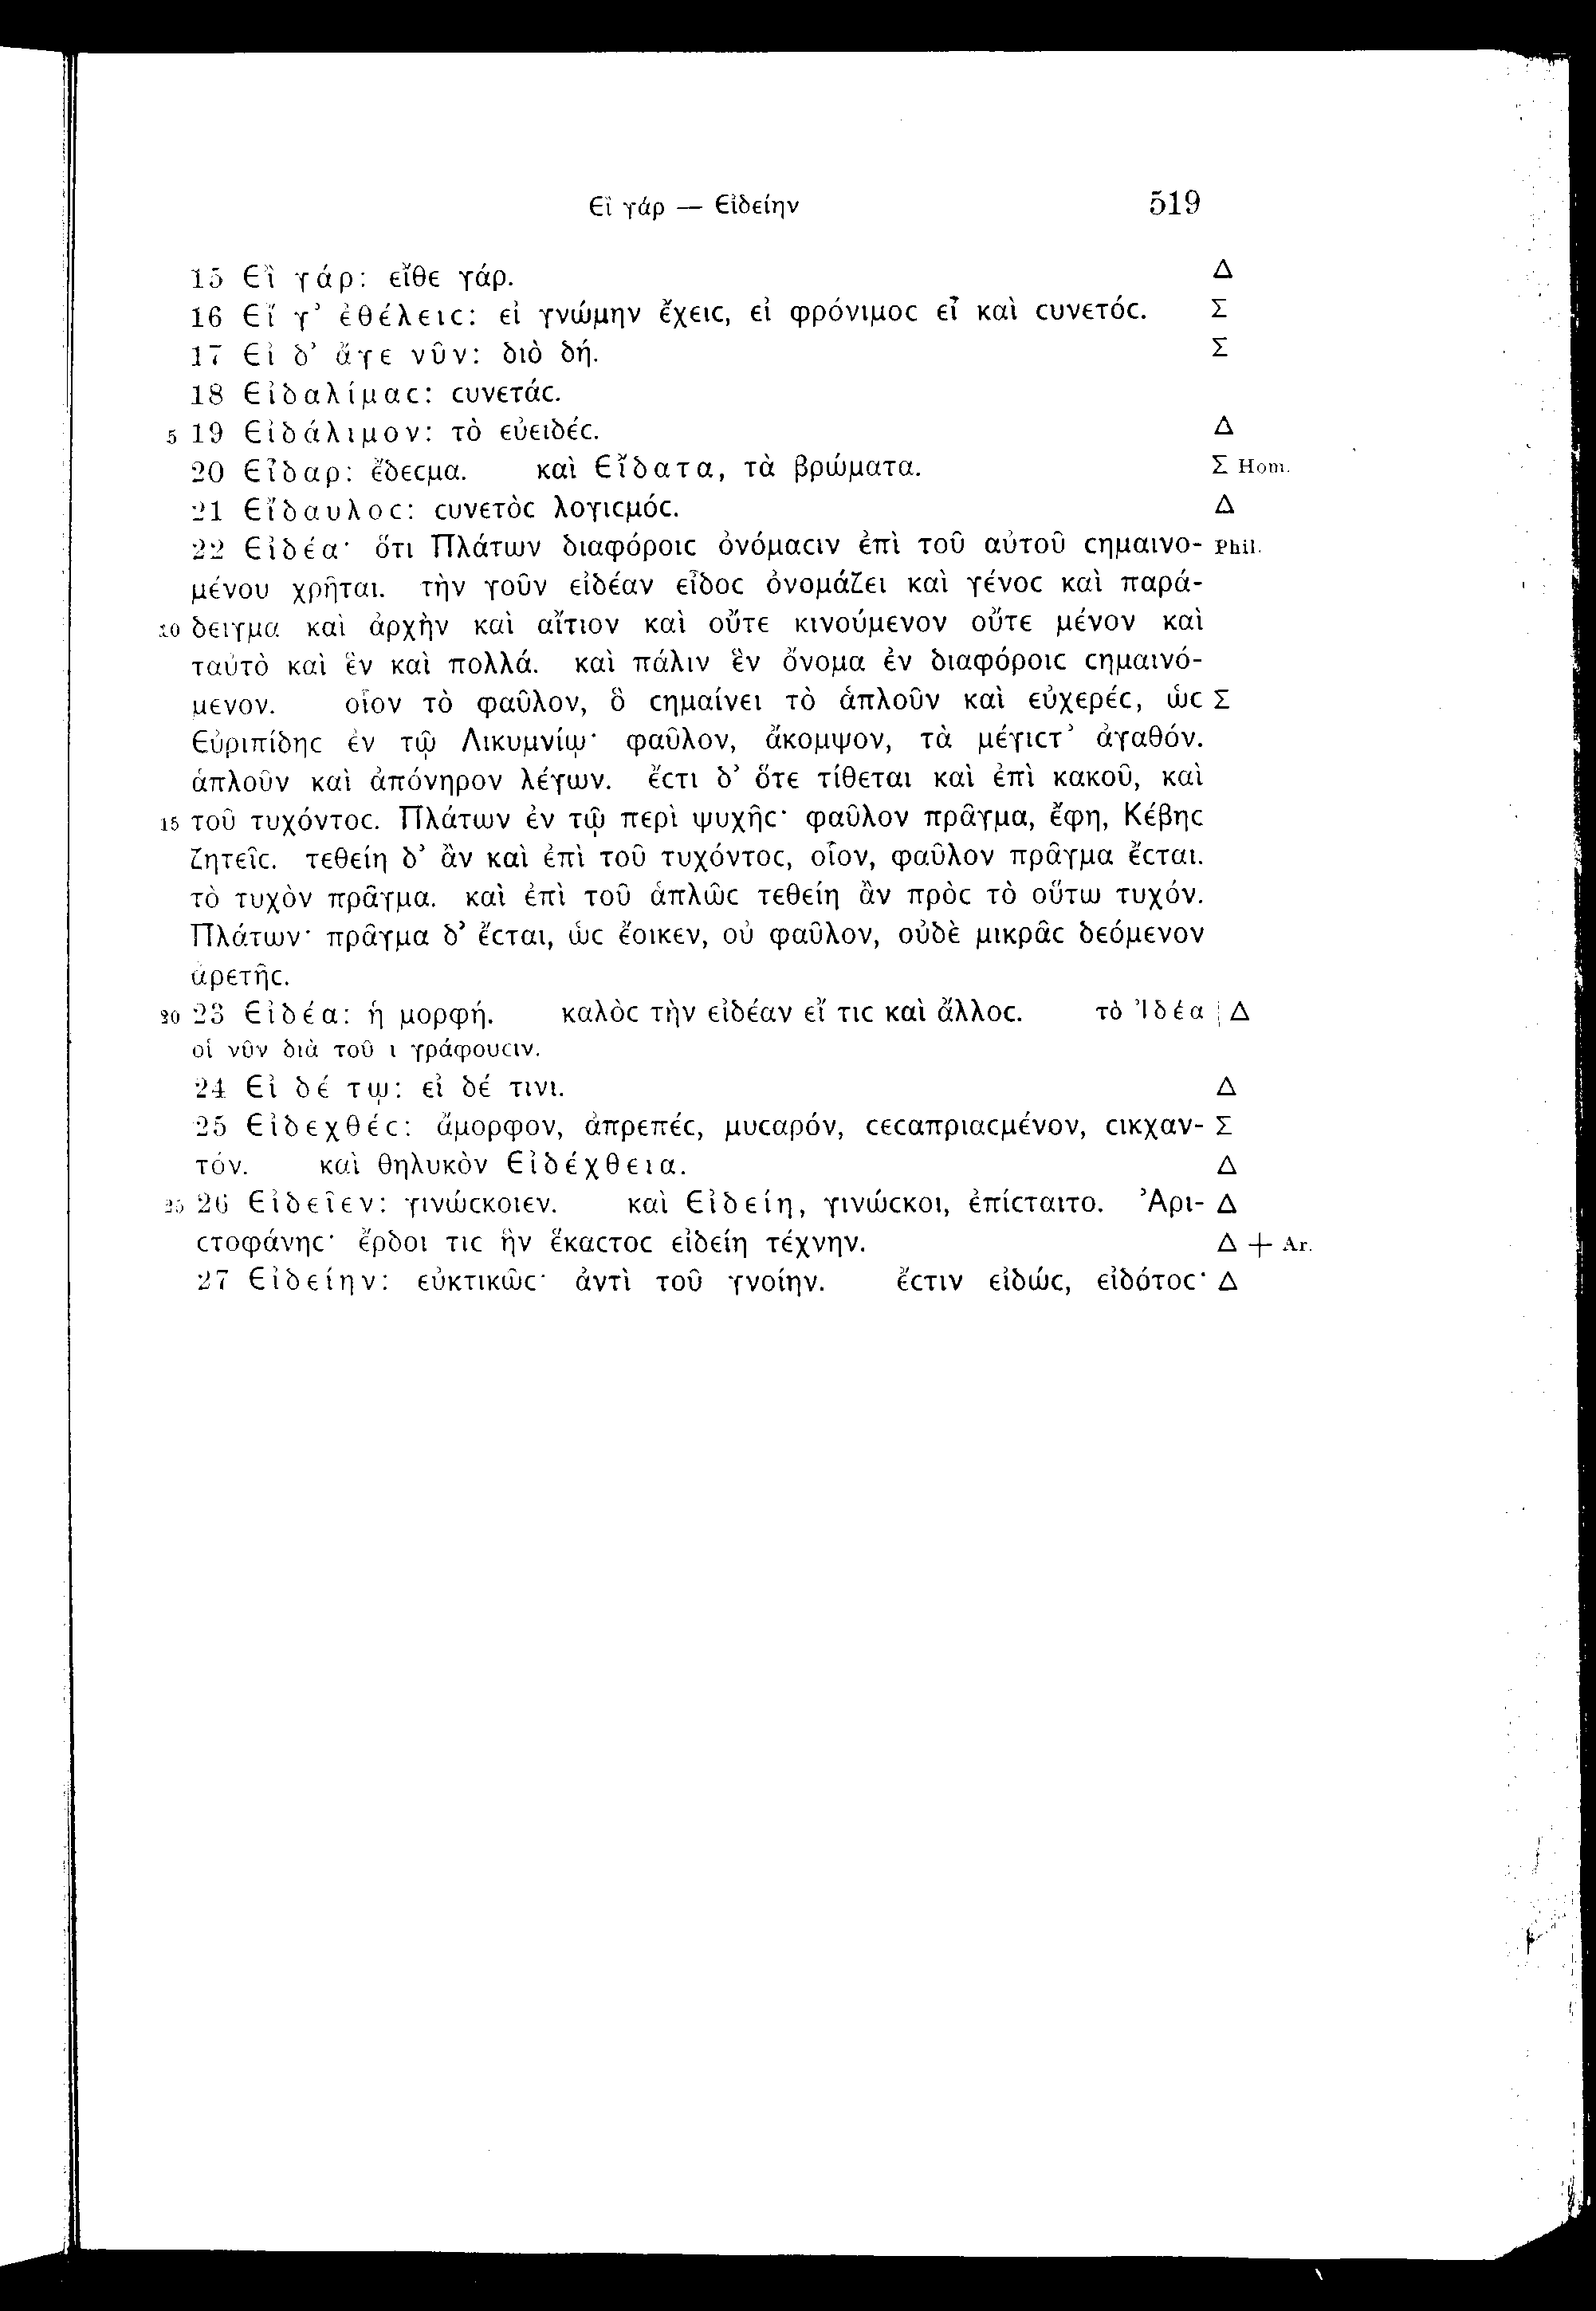 Εἰ γάρ — Εἰδείην 519
15 Εἰ γάρ: εἴθε γάρ. Δ
16 Εἴ γ’ ἐθέλειϲ: εἰ γνώμην ἔχειϲ, εἰ φρόνιμοϲ εἶ καὶ ϲυνετόϲ. Σ
17 Εἰ δ’ ἄγε νῦν: διὸ δή. Σ
18 Εἰδαλίμαϲ: ϲυνετάϲ.
5 19 Εἰδάλιμον: τὸ εὐειδέϲ. Δ
20 Εἶδαρ: ἔδεϲμα. καὶ Εἴδατα, τὰ βρώματα. Σ Hom.
21 Εἴδαυλοϲ: ϲυνετὸϲ λογιϲμόϲ. Δ
22 Εἰδέα· ὅτι Πλάτων διαφόροιϲ ὀνόμαϲιν ἐπὶ τοῦ αὐτοῦ ϲημαινο- Phil.
μένου χρῆται. τὴν γοῦν εἰδέαν εἶδοϲ ὀνομάζει καὶ γένοϲ καὶ παρά-
10 δειγμα καὶ ἀρχὴν καὶ αἴτιον καὶ οὔτε κινούμενον οὔτε μένον καὶ
ταὐτὸ καὶ ἓν καὶ πολλά. καὶ πάλιν ἓν ὄνομα ἐν διαφόροιϲ ϲημαινό-
μενον. οἷον τὸ φαῦλον, ὃ ϲημαίνει τὸ ἁπλοῦν καὶ εὐχερέϲ, ὡϲ Σ
Εὐριπίδηϲ ἐν τῷ Λικυμνίῳ· φαῦλον, ἄκομψον, τὰ μέγιϲτ’ ἀγαθόν.
ἁπλοῦν καὶ ἀπόνηρον λέγων. ἔϲτι δ’ ὅτε τίθεται καὶ ἐπὶ κακοῦ, καὶ
15 τοῦ τυχόντοϲ. Πλάτων ἐν τῷ περὶ ψυχῆϲ· φαῦλον πρᾶγμα, ἔφη, Κέβηϲ
ζητεῖϲ. τεθείη δ’ ἂν καὶ ἐπὶ τοῦ τυχόντοϲ, οἷον, φαῦλον πρᾶγμα ἔϲται.
τὸ τυχὸν πρᾶγμα. καὶ ἐπὶ τοῦ ἁπλῶϲ τεθείη ἂν πρὸϲ τὸ οὕτω τυχόν.
Πλάτων· πρᾶγμα δ’ ἔϲται, ὡϲ ἔοικεν, οὐ φαῦλον, οὐδὲ μικρᾶϲ δεόμενον
ἀρετῆϲ.
20 23 Εἰδέα: ἡ μορφή. καλὸϲ τὴν εἰδέαν εἴ τιϲ καὶ ἄλλοϲ. τὸ Ἰδέα | Δ
οἱ νῦν διὰ τοῦ ι γράφουϲιν.
24 Εἰ δέ τῳ: εἰ δέ τινι. Δ
25 Εἰδεχθέϲ: ἄμορφον, ἀπρεπέϲ, μυϲαρόν, ϲεϲαπριαϲμένον, ϲικχαν- Σ
τόν. καὶ θηλυκὸν Εἰδέχθεια. Δ
25 26 Εἰδεῖεν: γινώϲκοιεν. καὶ Εἰδείη, γινώϲκοι, ἐπίϲταιτο. Ἀρι- Δ
ϲτοφάνηϲ· ἔρδοι τιϲ ἣν ἕκαϲτοϲ εἰδείη τέχνην. Δ + Ar.
27 Εἰδείην: εὐκτικῶϲ· ἀντὶ τοῦ γνοίην. ἔϲτιν εἰδώϲ, εἰδότοϲ· Δ